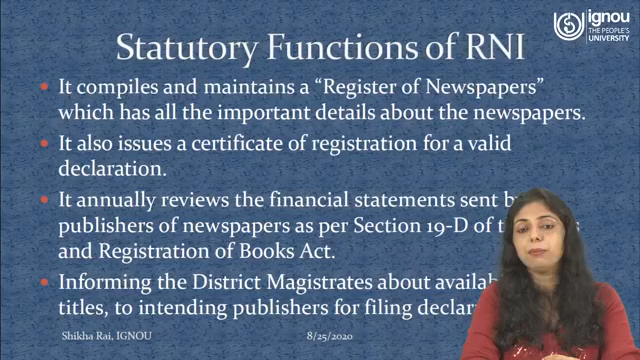 ignou
THE PEOPLE'S
UNIVERSITY
Statutory Functions of RNI
It compiles and maintains a “Register of Newspapers”
which has all the important details about the newspapers.
It also issues a certificate of registration for a valid
declaration.
It annually reviews the financial statements sent by
publishers of newspapers as per Section 19-D of
and Registration of Books Act.
Informing the District Magistrates about
titles, to intending publishers for filing
Shikha Rai, IGNOU 8/25/2020